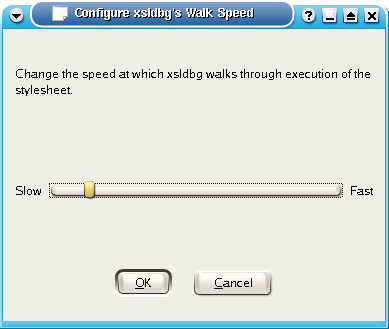 Configure xsldbg's Walk Speed
Change the speed at which xsldbg walks through execution of the
stylesheet.
Slow Fast
OK Cancel